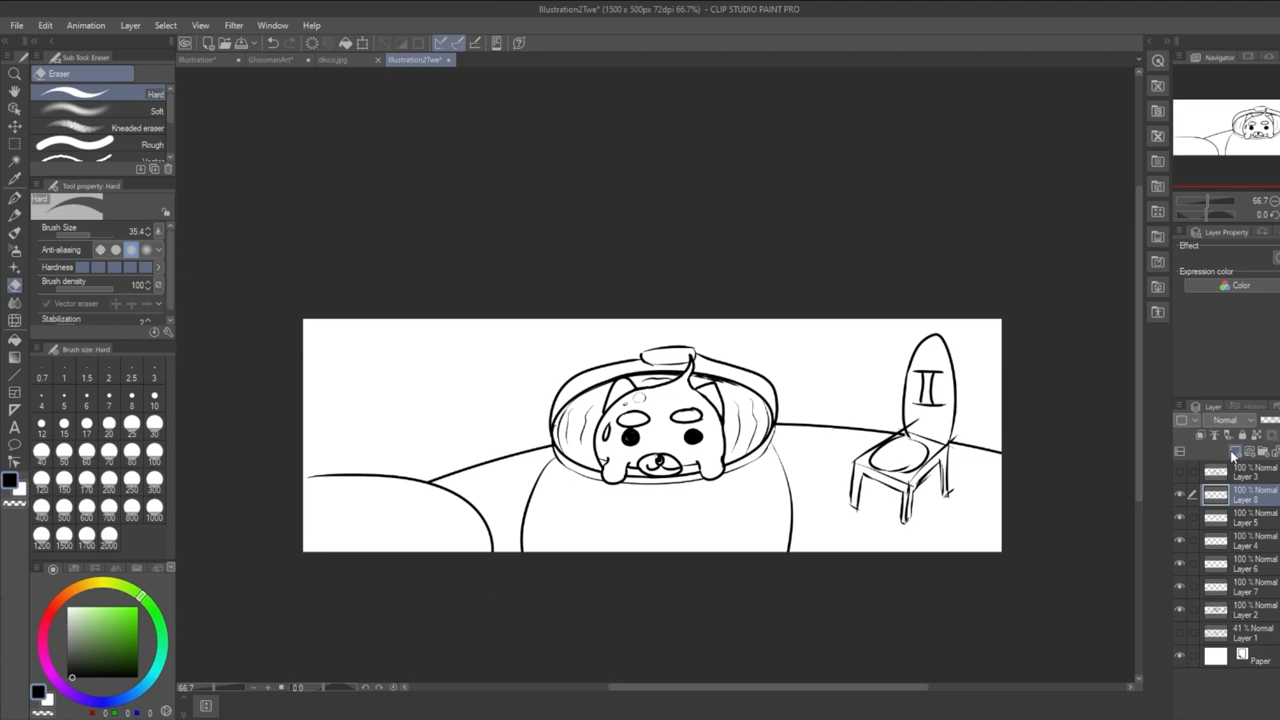 Illustration2Twe* (1500 x 500px 72dpi 66.7%) - CLIP STUDIO PAINT PRO
File Edit Animation Layer Select View Filter Window Help
Sub Tool: Eraser
Illustration* GhoomanArt* disco.jpg Illustration2Twe*
Navigator
Eraser
Hard
Soft
Kneaded eraser
Rough
Tool property: Hard
Hard
Brush Size 35.4
Anti-aliasing
Hardness
Brush density 100
Vector eraser
Stabilization
Brush size: Hard
0.7 1 1.5 2 2.5 3
4 5 6 7 8 10
12 15 17 20 25 30
40 50 60 70 80 100
120 150 170 200 250 300
400 500 600 700 800 1000
1200 1500 1700 2000
0 0 0
66.7 0.0
66.7
0.0
Layer Property
Effect
Expression color
Color
Layer
Normal
100 % Normal
Layer 3
100 % Normal
Layer 8
100 % Normal
Layer 5
100 % Normal
Layer 4
100 % Normal
Layer 6
100 % Normal
Layer 7
100 % Normal
Layer 2
41 % Normal
Layer 1
Paper
II